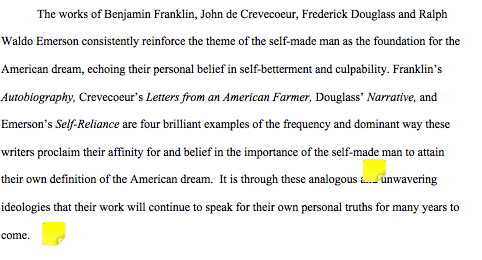 The works of Benjamin Franklin, John de Crevecoeur, Frederick Douglass and Ralph
Waldo Emerson consistently reinforce the theme of the self-made man as the foundation for the
American dream, echoing their personal belief in self-betterment and culpability. Franklin's
Autobiography, Crevecoeur's Letters from an American Farmer, Douglass' Narrative, and
Emerson's Self-Reliance are four brilliant examples of the frequency and dominant way these
writers proclaim their affinity for and belief in the importance of the self-made man to attain
their own definition of the American dream.  It is through these analogous unwavering
ideologies that their work will continue to speak for their own personal truths for many years to
come.